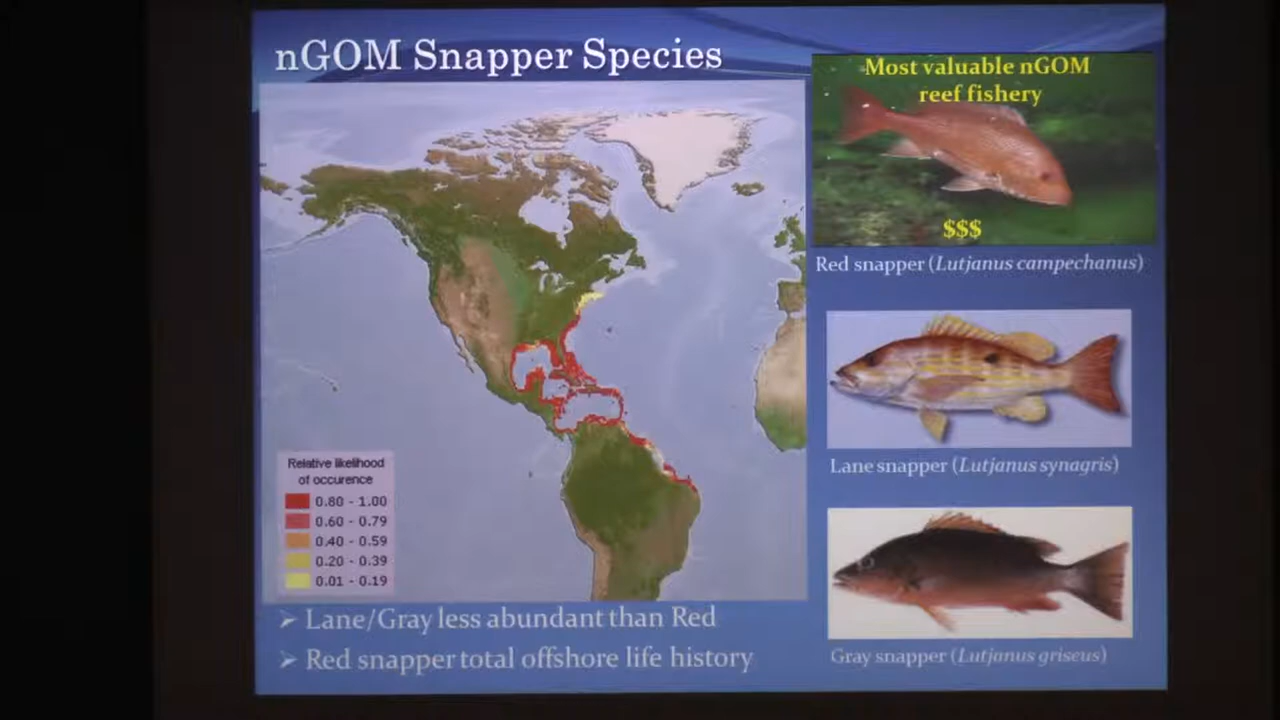 nGOM Snapper Species
Most valuable nGOM
reef fishery
$$$
Red snapper (Lutjanus campechanus)
Lane snapper (Lutjanus synagris)
Gray snapper (Lutjanus griseus)
Relative likelihood
of occurence
0.80 - 1.00
0.60 - 0.79
0.40 - 0.59
0.20 - 0.39
0.01 - 0.19
➢ Lane/Gray less abundant than Red
➢ Red snapper total offshore life history